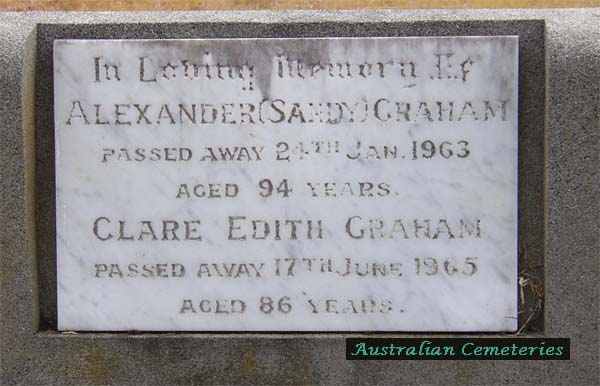 In Loving Memory Of
ALEXANDER (SANDY) GRAHAM
PASSED AWAY 24TH JAN. 1963
AGED 94 YEARS.
CLARE EDITH GRAHAM
PASSED AWAY 17TH JUNE 1965
AGED 86 YEARS.
Australian Cemeteries